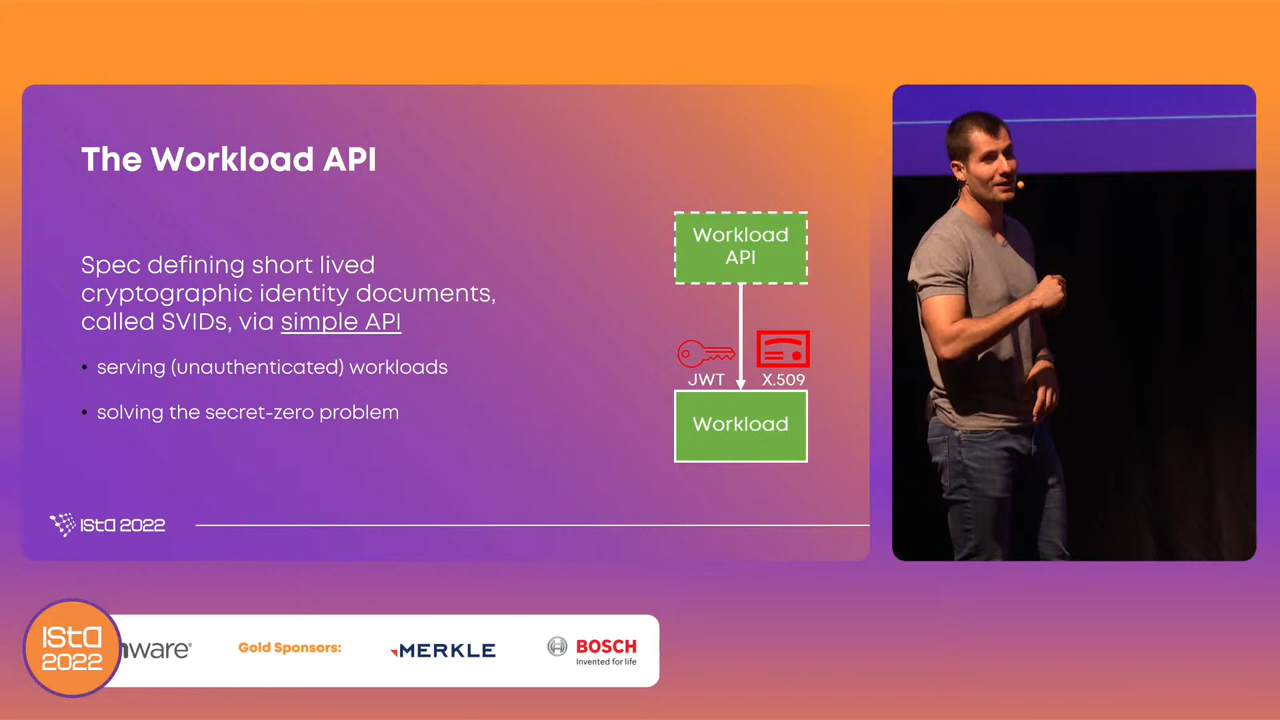 The Workload API
Spec defining short lived
cryptographic identity documents,
called SVIDs, via simple API
• serving (unauthenticated) workloads
• solving the secret-zero problem
Workload
API
JWT
X.509
Workload
ISTA 2022
ISTA
2022
Gold Sponsors:
MERKLE
BOSCH
Invented for life